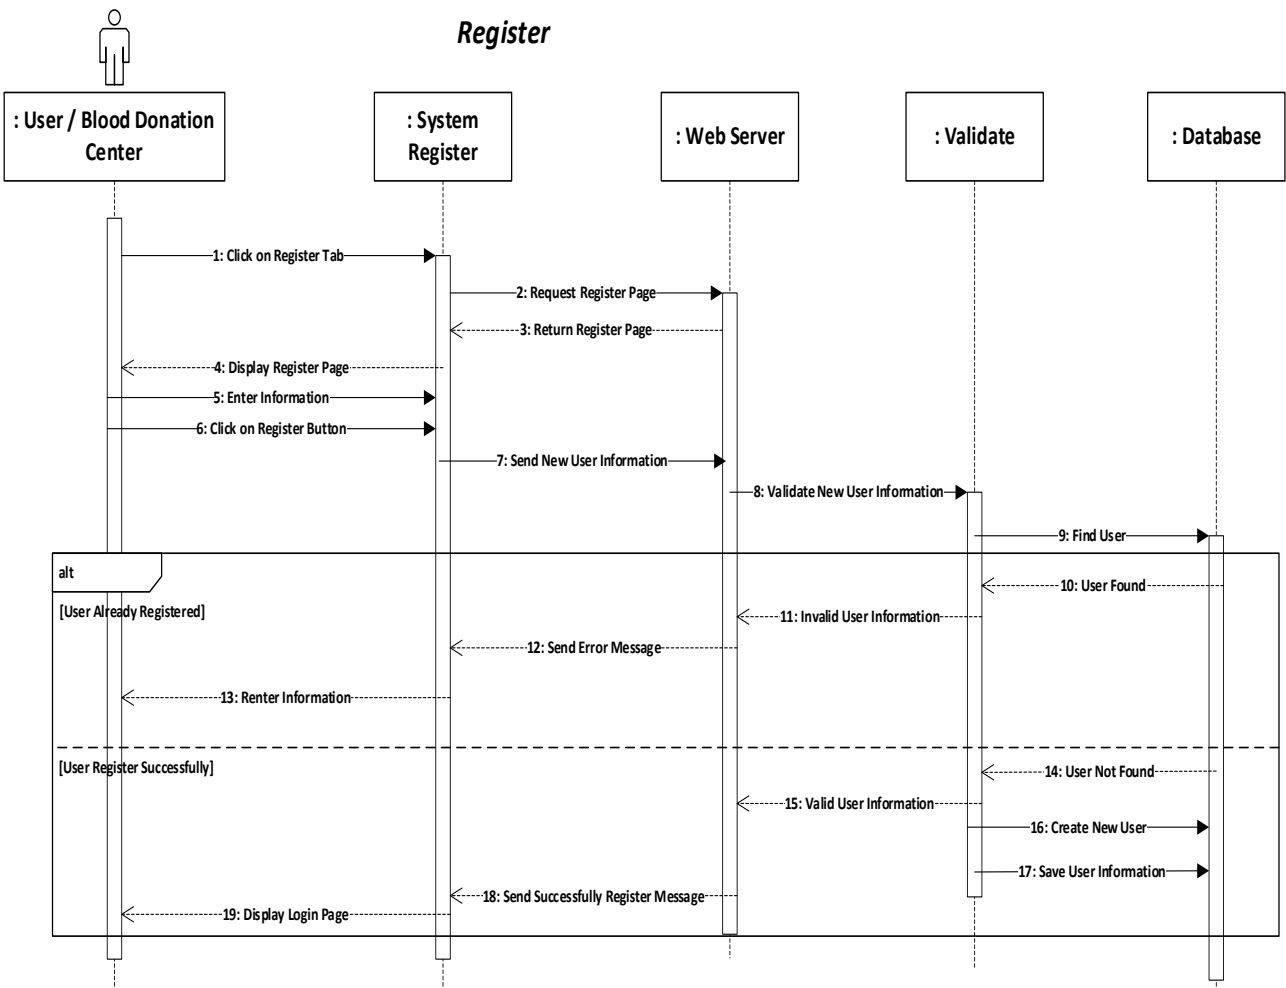 Register
: User / Blood Donation
Center
: System
Register
: Web Server
: Validate
: Database
1: Click on Register Tab
2: Request Register Page
3: Return Register Page
4: Display Register Page
5: Enter Information
6: Click on Register Button
7: Send New User Information
8: Validate New User Information
9: Find User
alt
10: User Found
[User Already Registered]
11: Invalid User Information
12: Send Error Message
13: Renter Information
[User Register Successfully]
14: User Not Found
15: Valid User Information
16: Create New User
17: Save User Information
18: Send Successfully Register Message
19: Display Login Page